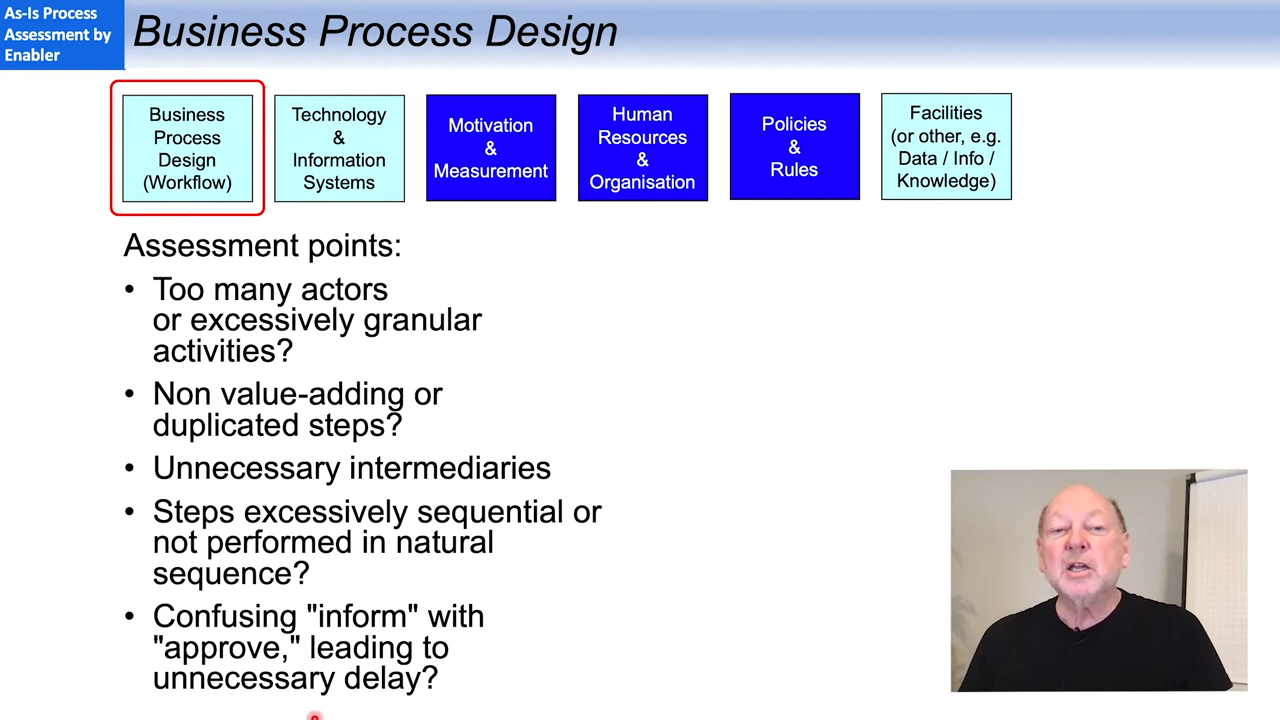 As-Is Process
Assessment by
Enabler
Business Process Design
Business
Process
Design
(Workflow)
Technology
&
Information
Systems
Motivation
&
Measurement
Human
Resources
&
Organisation
Policies
&
Rules
Facilities
(or other, e.g.
Data / Info /
Knowledge)
Assessment points:
• Too many actors
or excessively granular
activities?
• Non value-adding or
duplicated steps?
• Unnecessary intermediaries
• Steps excessively sequential or
not performed in natural
sequence?
• Confusing "inform" with
"approve," leading to
unnecessary delay?